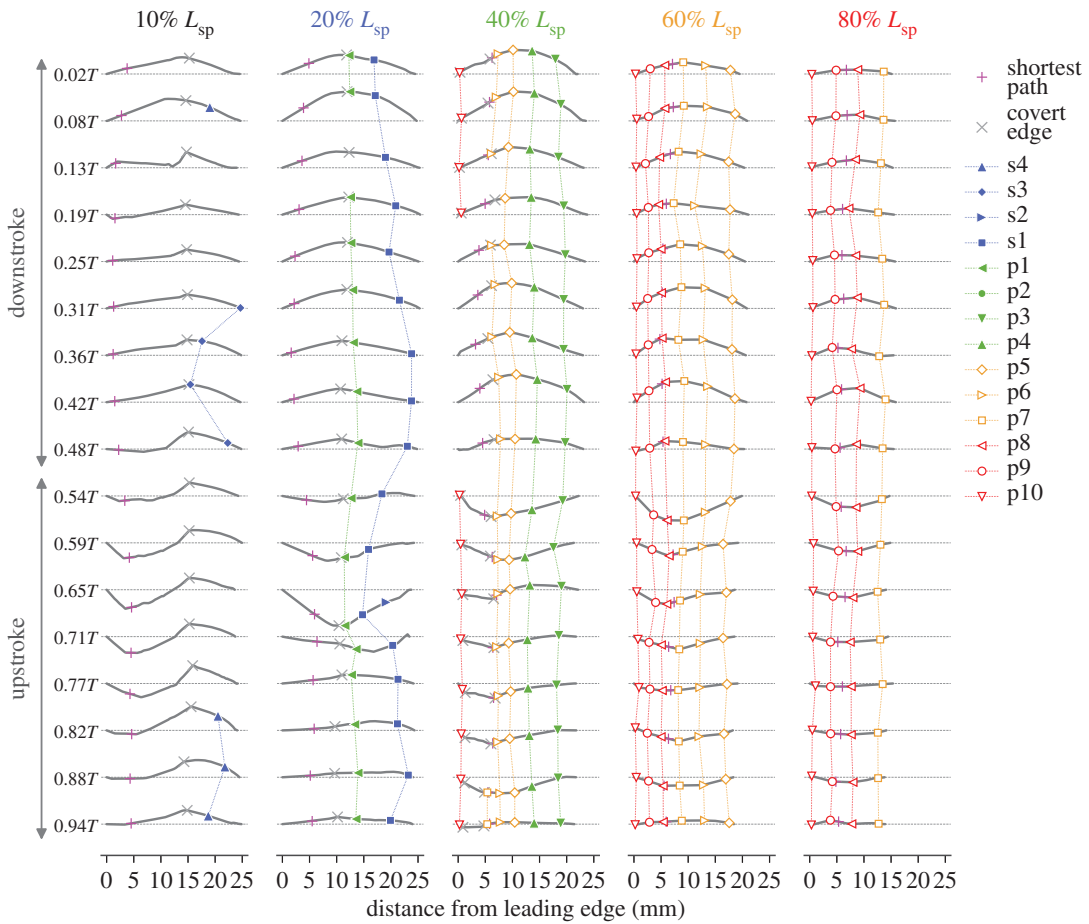 10% Lsp 20% Lsp 40% Lsp 60% Lsp 80% Lsp
downstroke
0.02T
0.08T
0.13T
0.19T
0.25T
0.31T
0.36T
0.42T
0.48T
upstroke
0.54T
0.59T
0.65T
0.71T
0.77T
0.82T
0.88T
0.94T
shortest
path
covert
edge
s4
s3
s2
s1
p1
p2
p3
p4
p5
p6
p7
p8
p9
p10
0 5 10 15 20 25 0 5 10 15 20 25 0 5 10 15 20 25 0 5 10 15 20 25 0 5 10 15 20 25
distance from leading edge (mm)